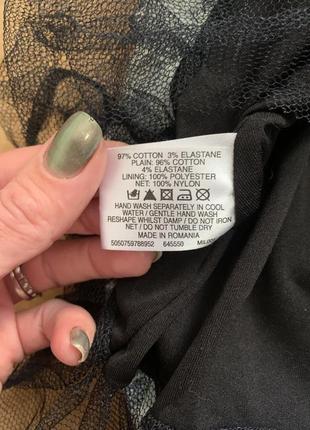 97% COTTON 3% ELASTANE
PLAIN: 96% COTTON
4% ELASTANE
LINING: 100% POLYESTER
NET: 100% NYLON
HAND WASH SEPARATELY IN COOL
WATER / GENTLE HAND WASH
RESHAPE WHILST DAMP / DO NOT IRON
NET / DO NOT TUMBLE DRY
MADE IN ROMANIA
5050759788952 645550